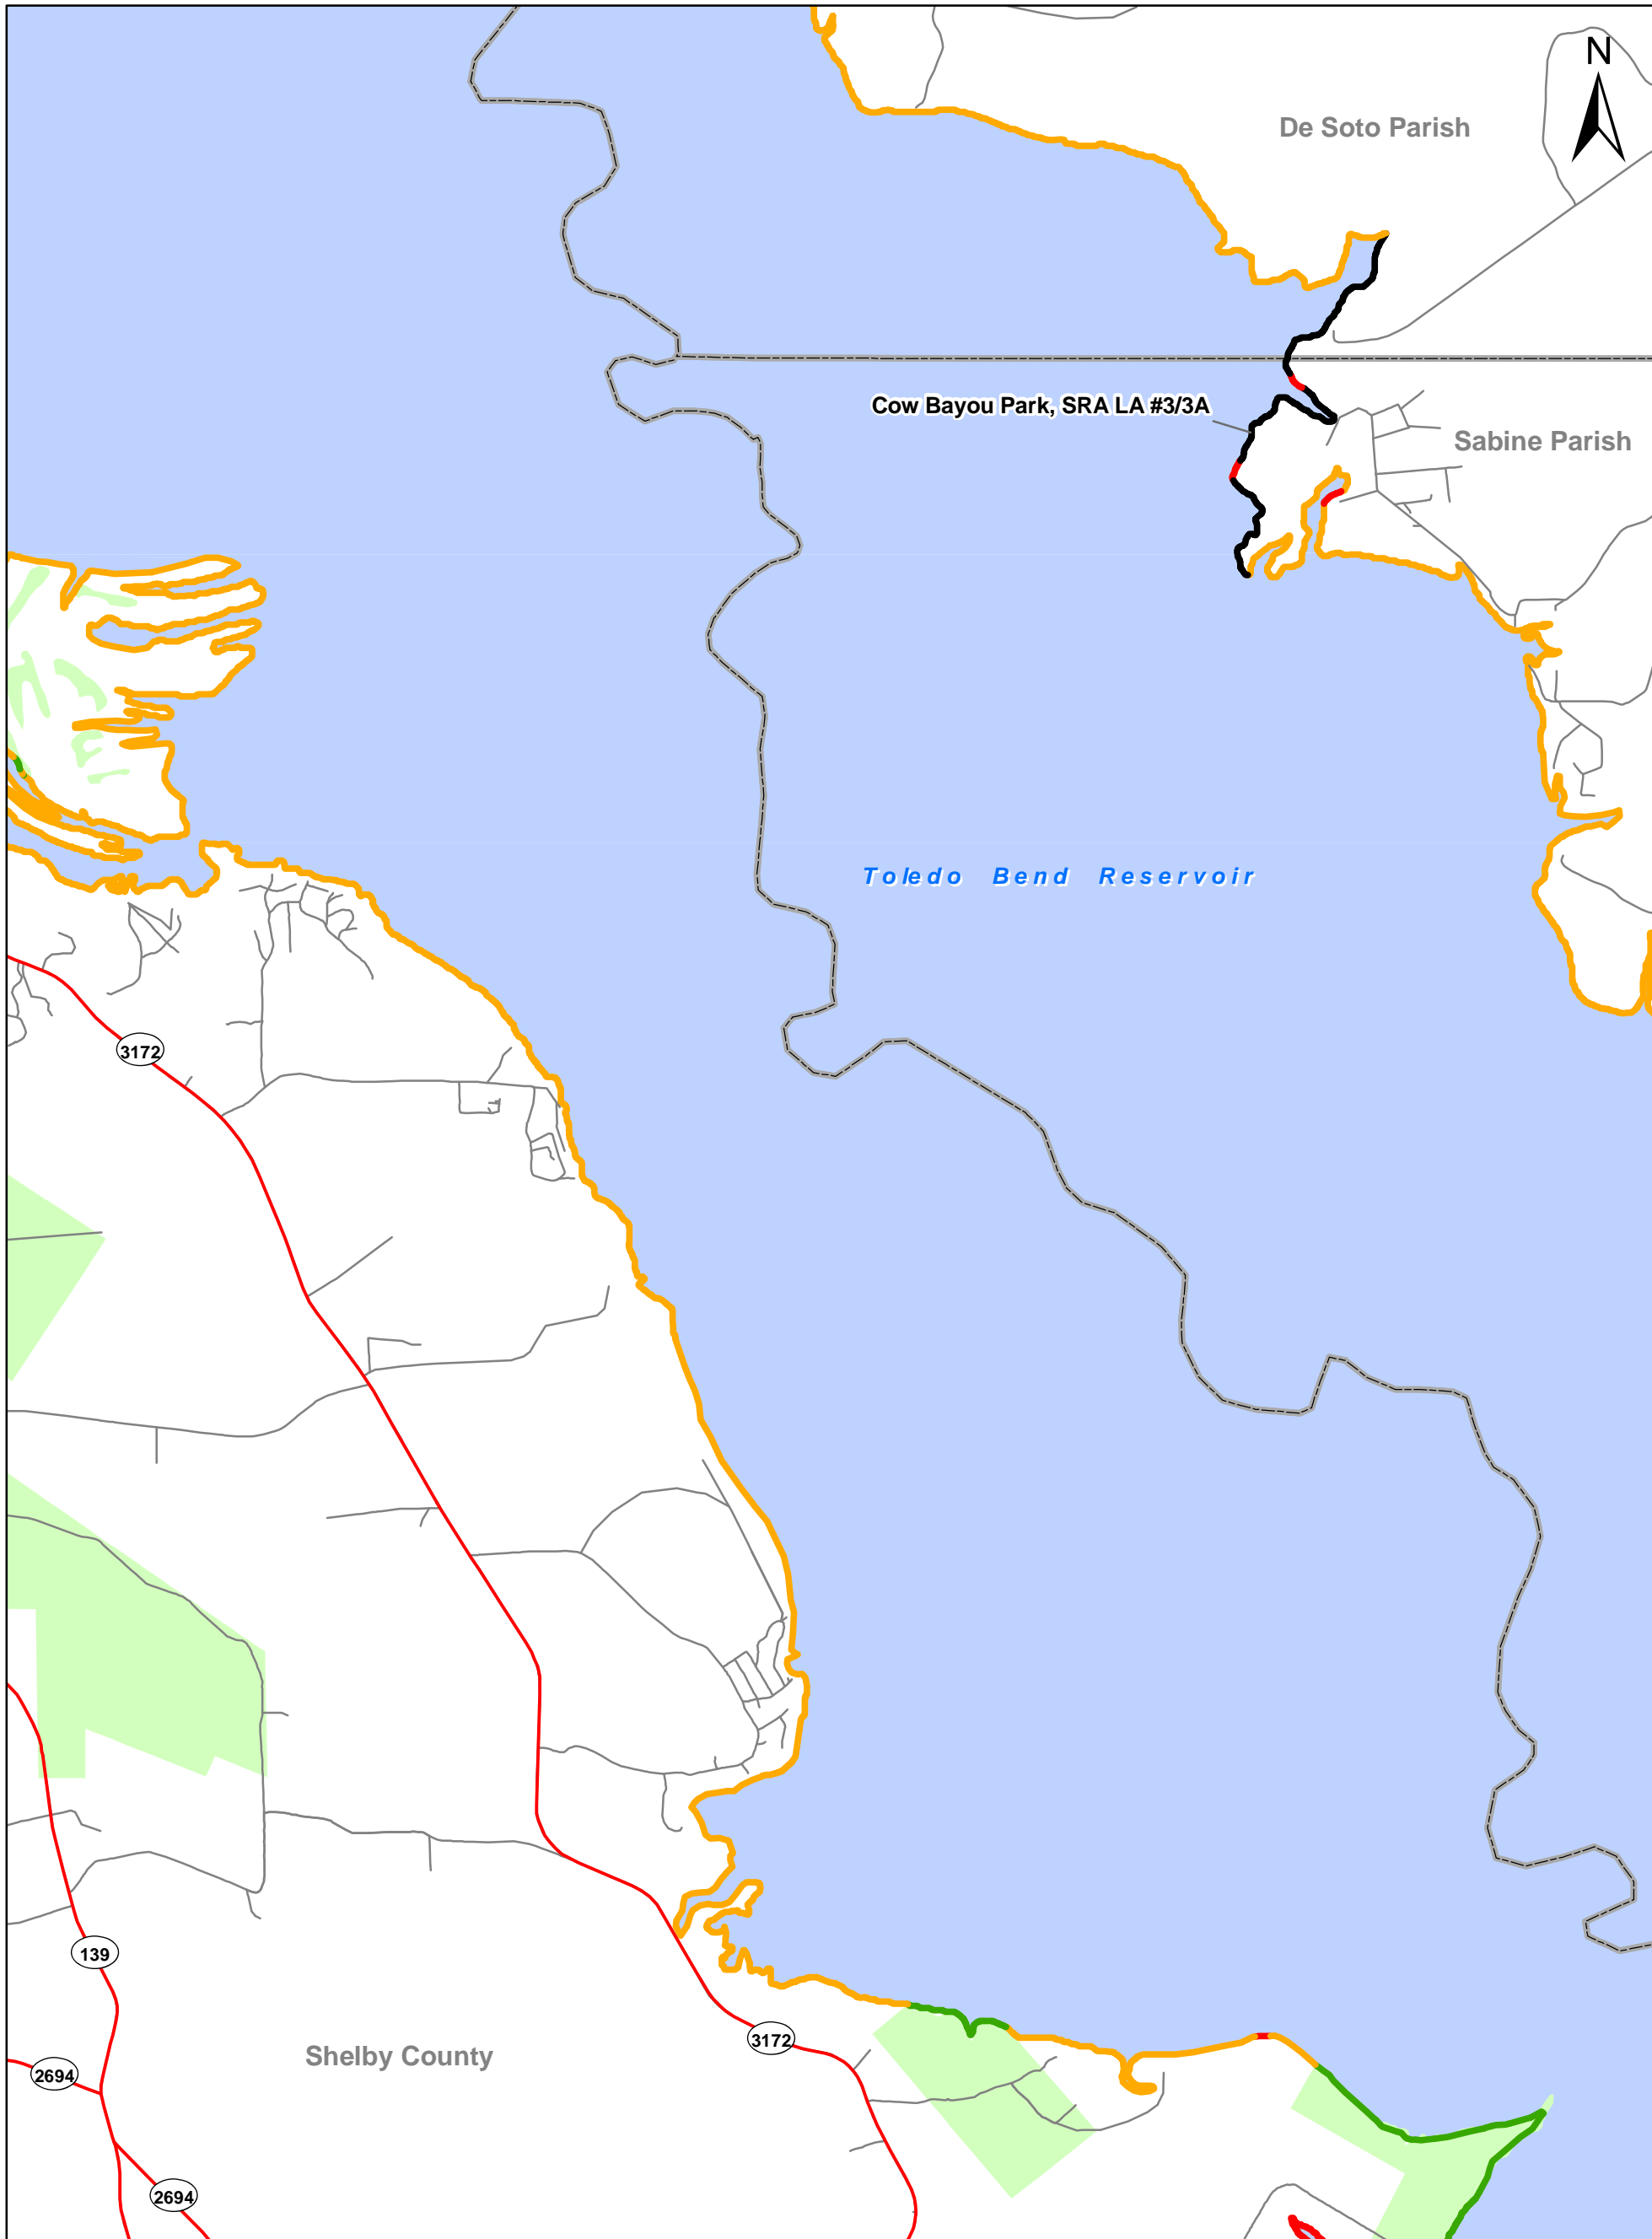 N
De Soto Parish
Cow Bayou Park, SRA LA #3/3A
Sabine Parish
Toledo Bend Reservoir
3172
139
3172
Shelby County
2694
2694